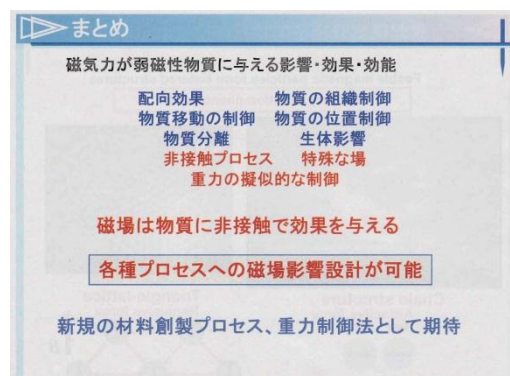 まとめ
磁気力が弱磁性物質に与える影響・効果・効能
配向効果 物質の組織制御
物質移動の制御 物質の位置制御
物質分離 生体影響
非接触プロセス 特殊な場
重力の擬似的な制御
磁場は物質に非接触で効果を与える
各種プロセスへの磁場影響設計が可能
新規の材料創製プロセス、重力制御法として期待